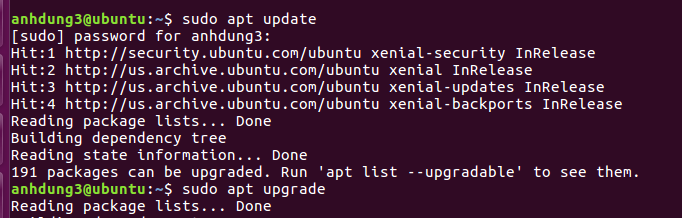 anhdung3@ubuntu:~$ sudo apt update
[sudo] password for anhdung3:
Hit:1 http://security.ubuntu.com/ubuntu xenial-security InRelease
Hit:2 http://us.archive.ubuntu.com/ubuntu xenial InRelease
Hit:3 http://us.archive.ubuntu.com/ubuntu xenial-updates InRelease
Hit:4 http://us.archive.ubuntu.com/ubuntu xenial-backports InRelease
Reading package lists... Done
Building dependency tree
Reading state information... Done
191 packages can be upgraded. Run 'apt list --upgradable' to see them.
anhdung3@ubuntu:~$ sudo apt upgrade
Reading package lists... Done